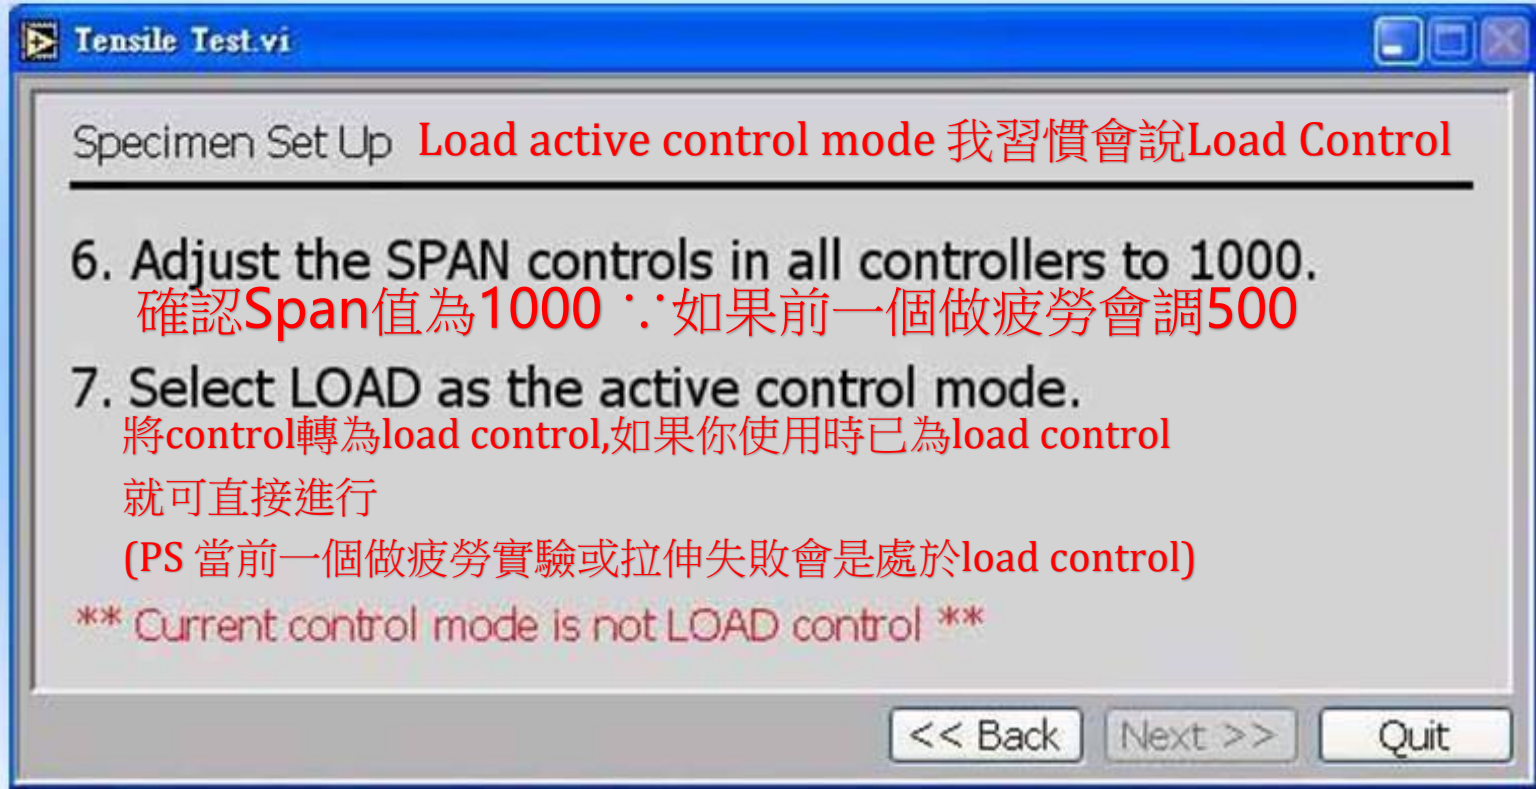 Tensile Test.vi
Specimen Set Up Load active control mode 我習慣會說Load Control
6. Adjust the SPAN controls in all controllers to 1000.
確認Span值為1000 ∵如果前一個做疲勞會調500
7. Select LOAD as the active control mode.
將control轉為load control,如果你使用時已為load control
就可直接進行
(PS 當前一個做疲勞實驗或拉伸失敗會是處於load control)
** Current control mode is not LOAD control **
<< Back Next >> Quit